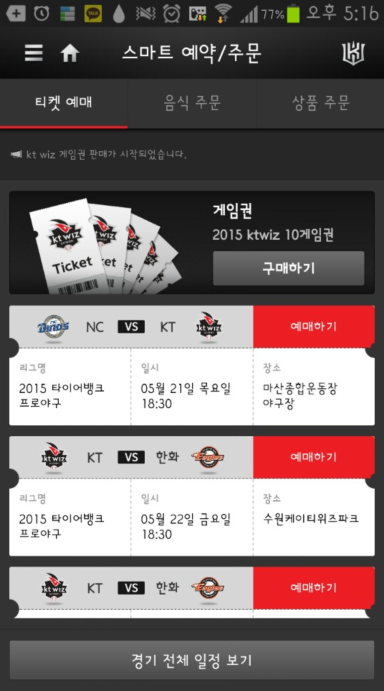 77% 오후 5:16
스마트 예약/주문
티켓 예매 음식 주문 상품 주문
kt wiz 게임권 판매가 시작되었습니다.
kt wiz
Ticket
게임권
2015 ktwiz 10게임권
구매하기
Dinos NC VS KT kt wiz 예매하기
리그명 일시 장소
2015 타이어뱅크 05월 21일 목요일 마산종합운동장
프로야구 18:30 야구장
kt wiz KT VS 한화 Eagles 예매하기
리그명 일시 장소
2015 타이어뱅크 05월 22일 금요일 수원케이티위즈파크
프로야구 18:30
kt wiz KT VS 한화 Eagles 예매하기
경기 전체 일정 보기